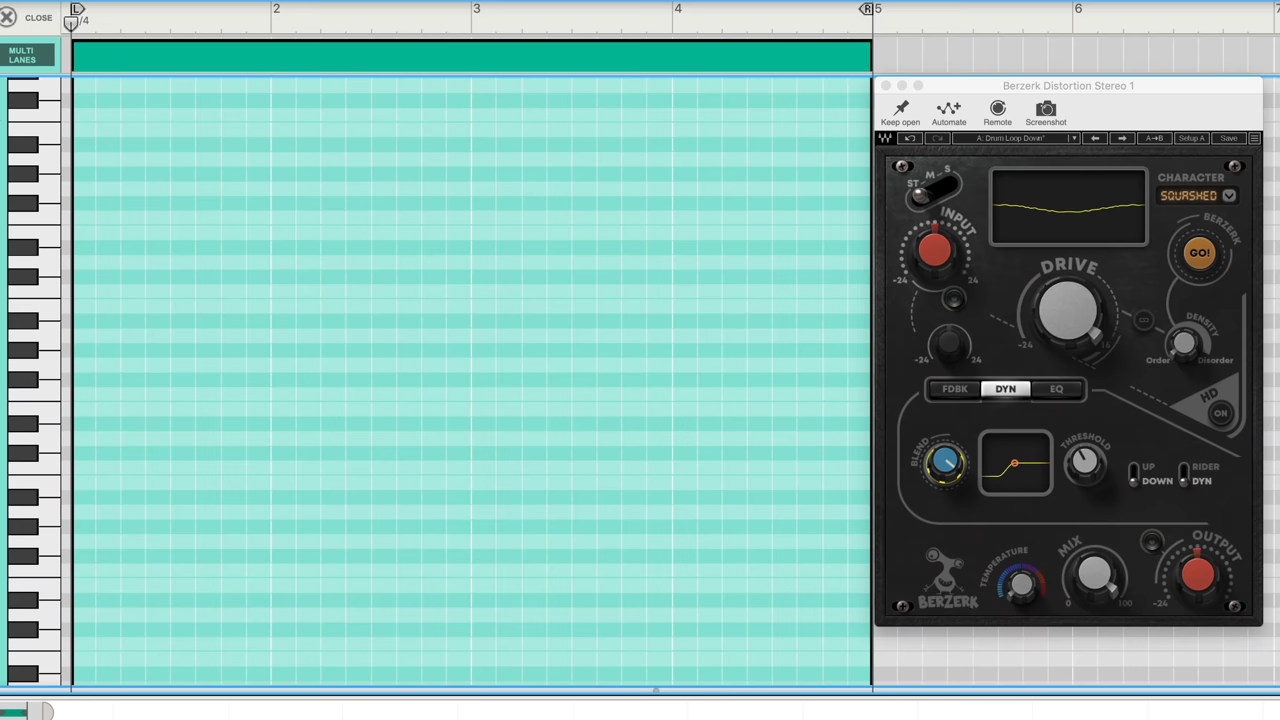 CLOSE
L
/4
2
3
4
R
5
6
MULTI
LANES
Berzerk Distortion Stereo 1
Keep open
Automate
Remote
Screenshot
A: Drum Loop Down*
A→B
Setup A
Save
ST M S
CHARACTER
SQUASHED
INPUT
-24 24
BERZERK
GO!
DRIVE
-24 16
-24 24
DENSITY
Order Disorder
FDBK DYN EQ
HD
ON
BLEND
THRESHOLD
UP
DOWN
RIDER
DYN
BERZERK
TEMPERATURE
MIX
0 100
OUTPUT
-24